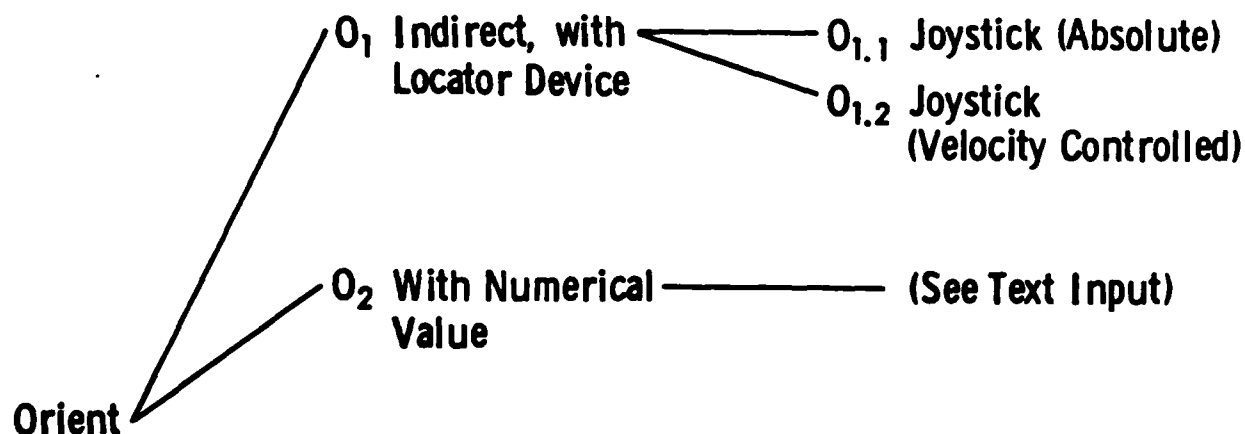 O1 Indirect, with Locator Device
O1.1 Joystick (Absolute)
O1.2 Joystick (Velocity Controlled)
O2 With Numerical Value
(See Text Input)
Orient